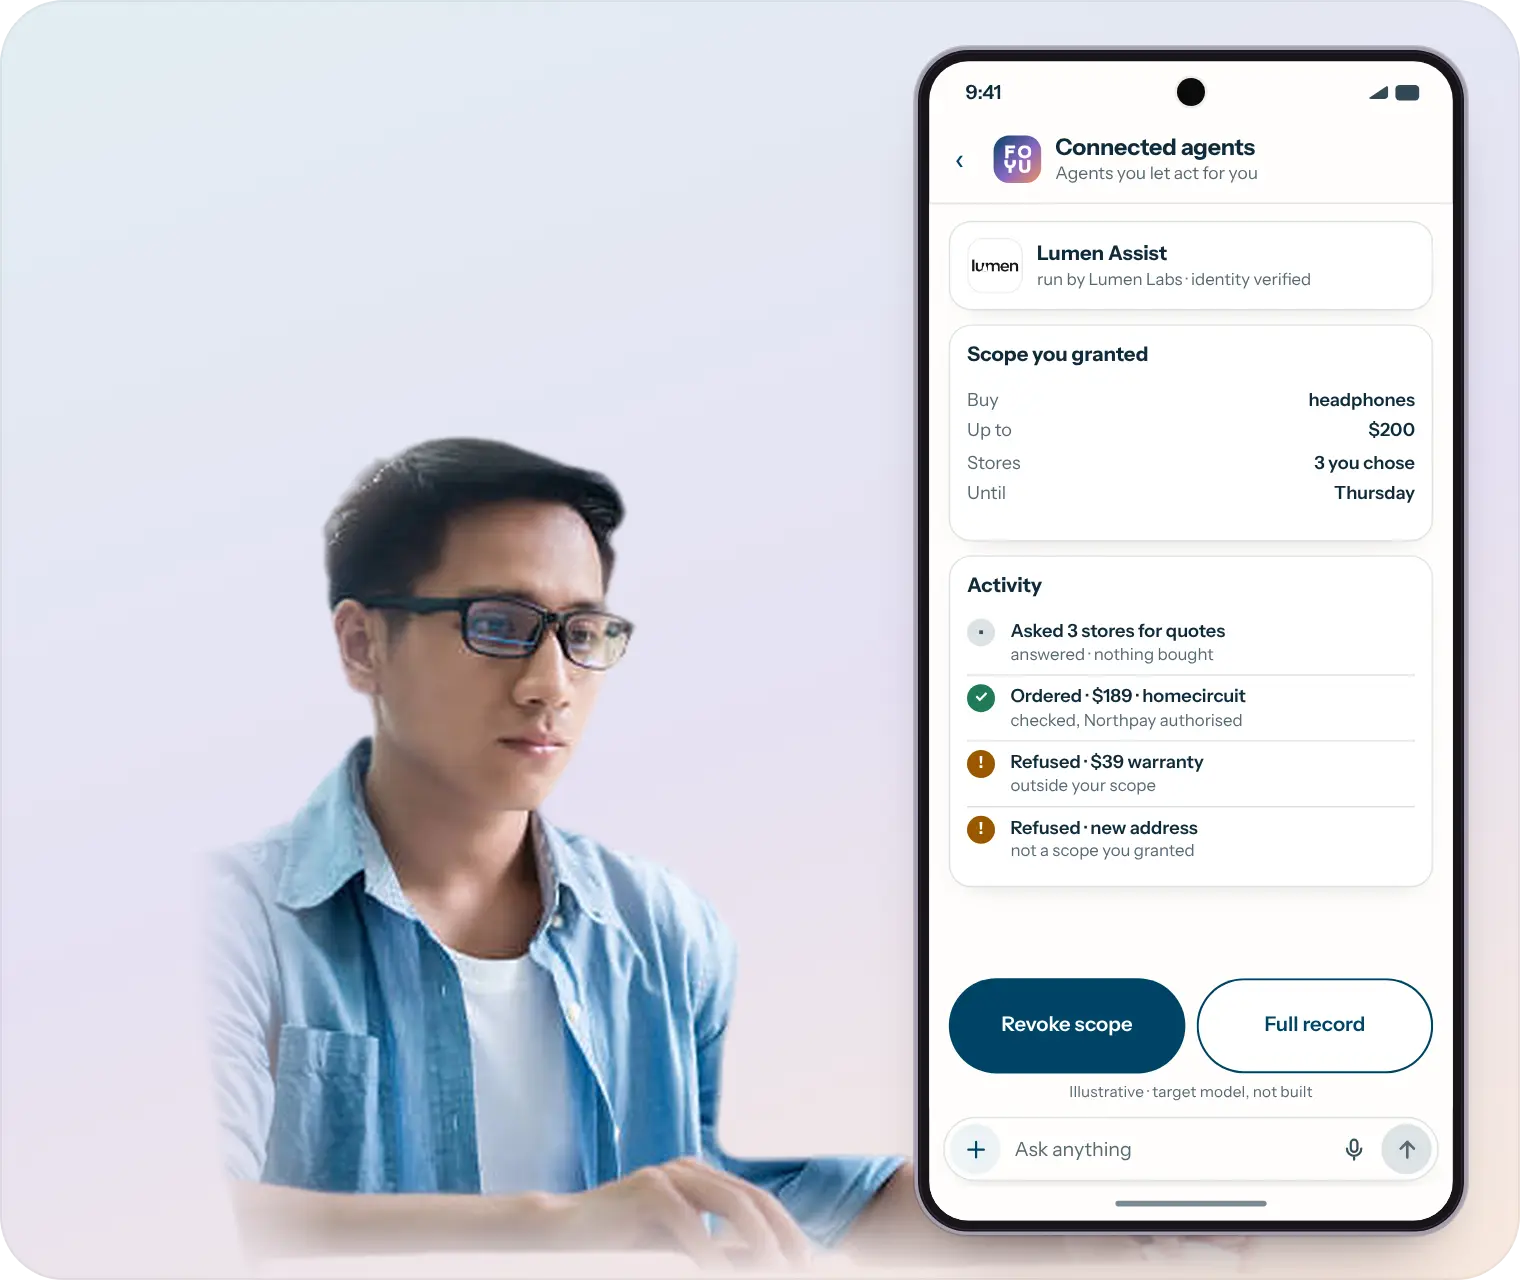 9:41
‹
FO
YU
Connected agents
Agents you let act for you
lumen
Lumen Assist
run by Lumen Labs · identity verified
Scope you granted
Buy headphones
Up to $200
Stores 3 you chose
Until Thursday
Activity
Asked 3 stores for quotes
answered · nothing bought
Ordered · $189 · homecircuit
checked, Northpay authorised
! Refused · $39 warranty
outside your scope
! Refused · new address
not a scope you granted
Revoke scope Full record
Illustrative · target model, not built
+ Ask anything